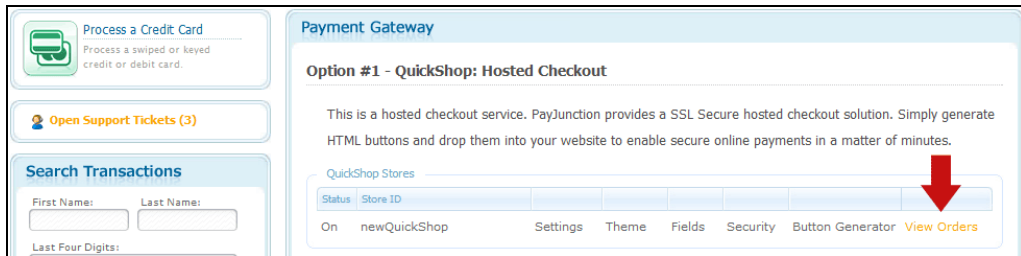 Process a Credit Card
Process a swiped or keyed
credit or debit card.
Open Support Tickets (3)
Search Transactions
First Name: Last Name:
Last Four Digits:
Payment Gateway
Option #1 - QuickShop: Hosted Checkout
This is a hosted checkout service. PayJunction provides a SSL Secure hosted checkout solution. Simply generate
HTML buttons and drop them into your website to enable secure online payments in a matter of minutes.
QuickShop Stores
Status Store ID
On newQuickShop Settings Theme Fields Security Button Generator View Orders